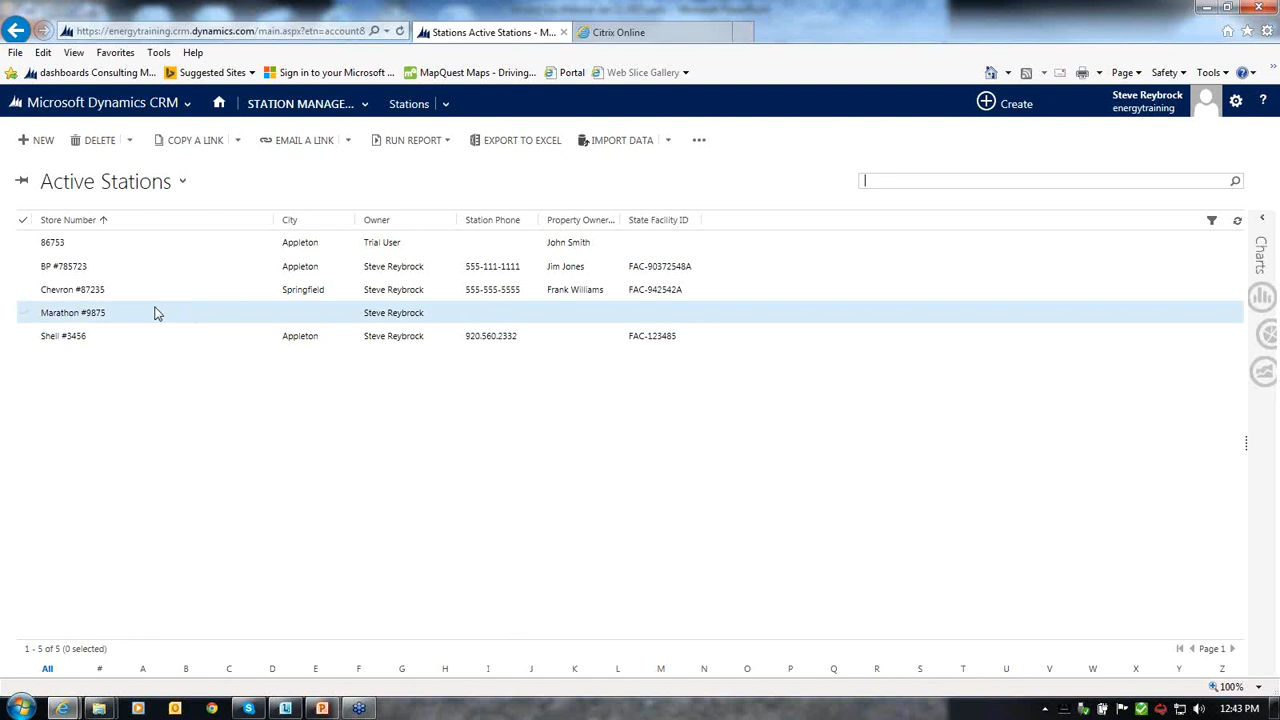 https://energytraining.crm.dynamics.com/main.aspx?etn=account8
Stations Active Stations - M...
Citrix Online
File Edit View Favorites Tools Help
dashboards Consulting M... Suggested Sites Sign in to your Microsoft ... MapQuest Maps - Driving,... Portal Web Slice Gallery Page Safety Tools
Microsoft Dynamics CRM STATION MANAGE... Stations Create Steve Reybrock
energytraining ?
NEW DELETE COPY A LINK EMAIL A LINK RUN REPORT EXPORT TO EXCEL IMPORT DATA ...
Active Stations
Store Number City Owner Station Phone Property Owner... State Facility ID
86753 Appleton Trial User John Smith
BP #785723 Appleton Steve Reybrock 555-111-1111 Jim Jones FAC-90372548A
Chevron #87235 Springfield Steve Reybrock 555-555-5555 Frank Williams FAC-942542A
Marathon #9875 Steve Reybrock
Shell #3456 Appleton Steve Reybrock 920.560.2332 FAC-123485
Charts
1 - 5 of 5 (0 selected) Page 1
All # A B C D E F G H I J K L M N O P Q R S T U V W X Y Z
100%
12:43 PM